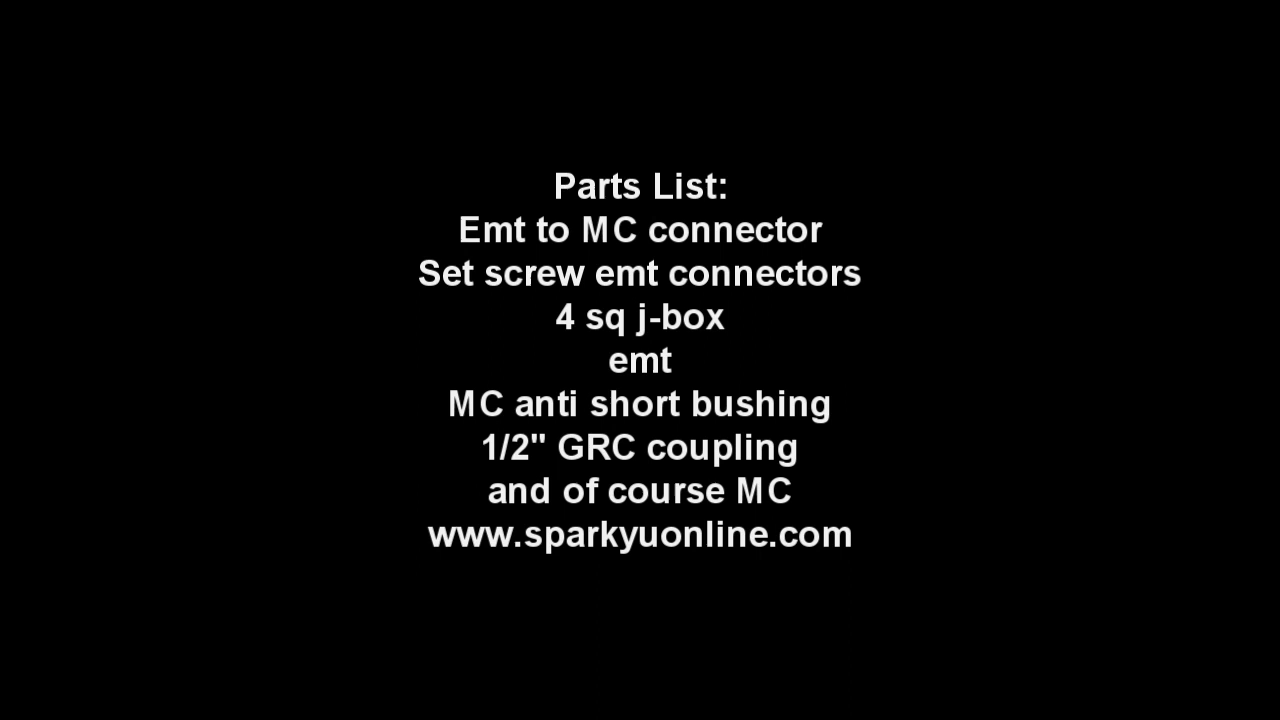 Parts List:
Emt to MC connector
Set screw emt connectors
4 sq j-box
emt
MC anti short bushing
1/2" GRC coupling
and of course MC
www.sparkyuonline.com